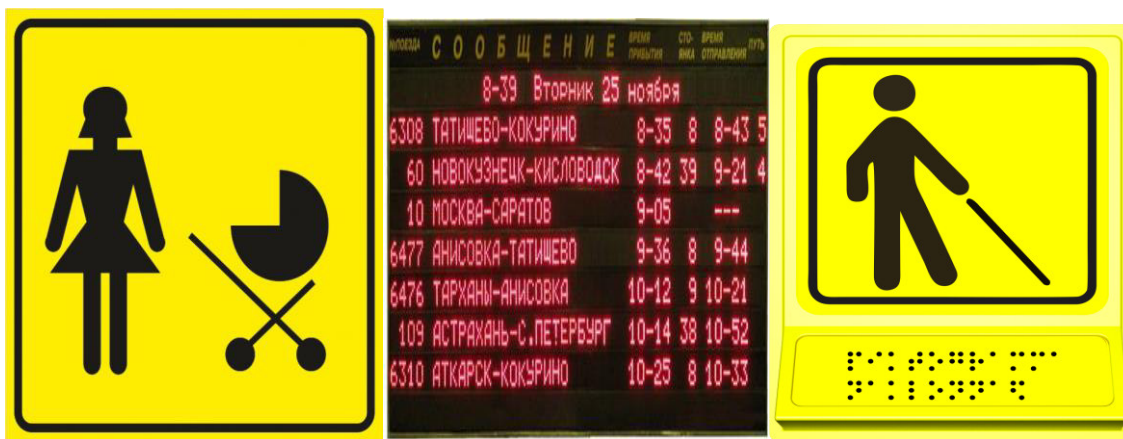 №ПОЕЗДА СООБЩЕНИЕ ВРЕМЯ ПРИБЫТИЯ СТО-ЯНКА ВРЕМЯ ОТПРАВЛЕНИЯ ПУТЬ
8-39 Вторник 25 ноября
6308 ТАТИЩЕВО-КОКУРИНО 8-35 8 8-43 5
60 НОВОКУЗНЕЦК-КИСЛОВОДСК 8-42 39 9-21 4
10 МОСКВА-САРАТОВ 9-05 ---
6477 АНИСОВКА-ТАТИЩЕВО 9-36 8 9-44
6476 ТАРХАНЫ-АНИСОВКА 10-12 9 10-21
109 АСТРАХАНЬ-С.ПЕТЕРБУРГ 10-14 38 10-52
6310 АТКАРСК-КОКУРИНО 10-25 8 10-33